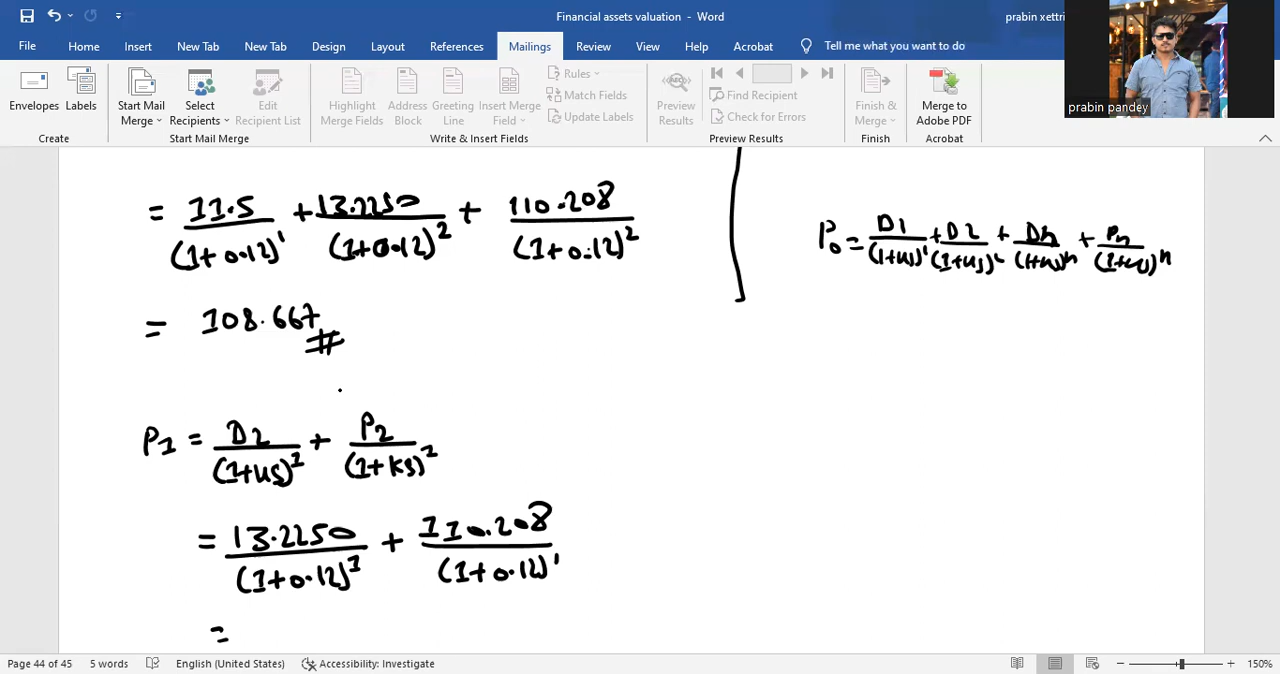 Financial assets valuation - Word
prabin xettri
File Home Insert New Tab New Tab Design Layout References Mailings Review View Help Acrobat Tell me what you want to do
Envelopes Labels
Create
Start Mail Merge Select Recipients Edit Recipient List
Start Mail Merge
Highlight Merge Fields Address Block Greeting Line Insert Merge Field
Rules
Match Fields
Update Labels
Write & Insert Fields
Preview Results
Find Recipient
Check for Errors
Preview Results
Finish & Merge
Finish
Merge to Adobe PDF
Acrobat
prabin pandey
= 11.5/(1+0.12)^1 + 13.2250/(1+0.12)^2 + 110.208/(1+0.12)^2
P0 = D1/(1+ks)^1 + D2/(1+ks)^2 + Dn/(1+ks)^n + Pn/(1+ks)^n
= 108.667
P1 = D2/(1+ks)^1 + P2/(1+ks)^2
= 13.2250/(1+0.12)^1 + 110.208/(1+0.12)^1
=
Page 44 of 45 5 words English (United States) Accessibility: Investigate 150%